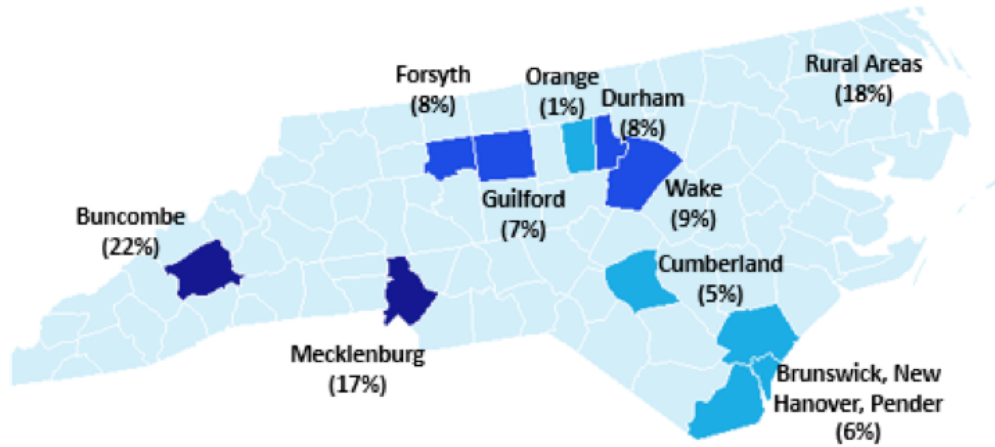 Forsyth
(8%)
Orange
(1%)
Durham
(8%)
Rural Areas
(18%)
Guilford
(7%)
Wake
(9%)
Buncombe
(22%)
Cumberland
(5%)
Mecklenburg
(17%)
Brunswick, New
Hanover, Pender
(6%)